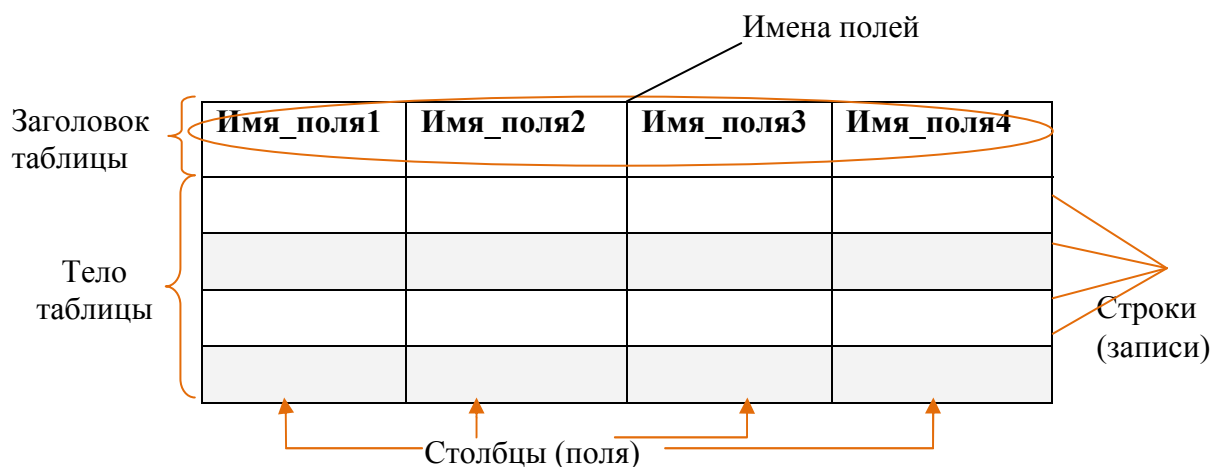 Имена полей
Заголовок
таблицы
Имя_поля1 Имя_поля2 Имя_поля3 Имя_поля4
Тело
таблицы
Строки
(записи)
Столбцы (поля)